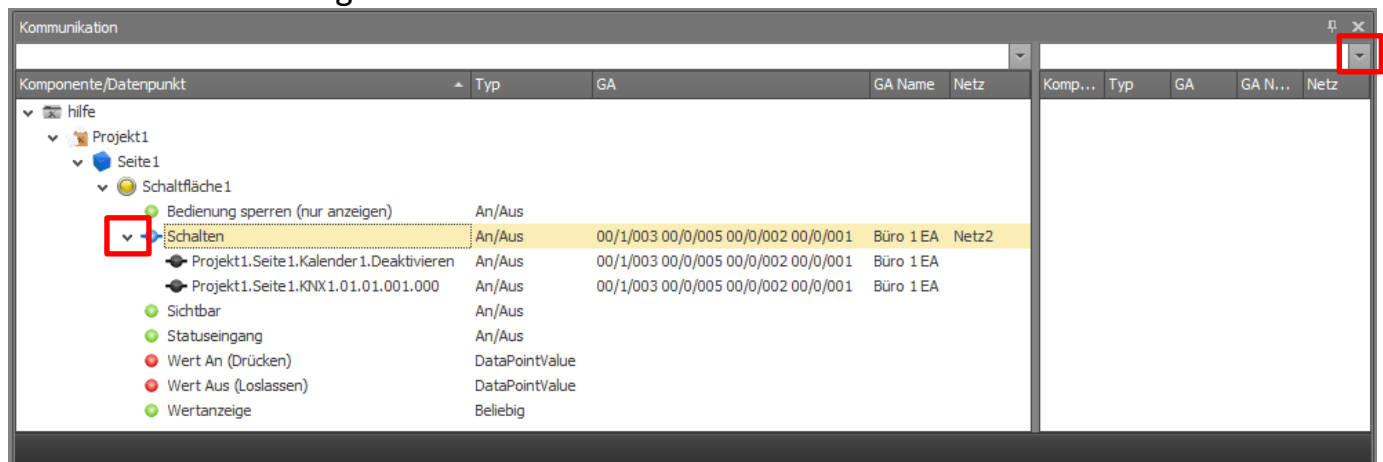 Kommunikation
Komponente/Datenpunkt Typ GA GA Name Netz Komp... Typ GA GA N... Netz
hilfe
Projekt1
Seite1
Schaltfläche1
Bedienung sperren (nur anzeigen) An/Aus
Schalten An/Aus 00/1/003 00/0/005 00/0/002 00/0/001 Büro 1 EA Netz2
Projekt1.Seite1.Kalender1.Deaktivieren An/Aus 00/1/003 00/0/005 00/0/002 00/0/001 Büro 1 EA
Projekt1.Seite1.KNX1.01.01.001.000 An/Aus 00/1/003 00/0/005 00/0/002 00/0/001 Büro 1 EA
Sichtbar An/Aus
Statuseingang An/Aus
Wert An (Drücken) DataPointValue
Wert Aus (Loslassen) DataPointValue
Wertanzeige Beliebig